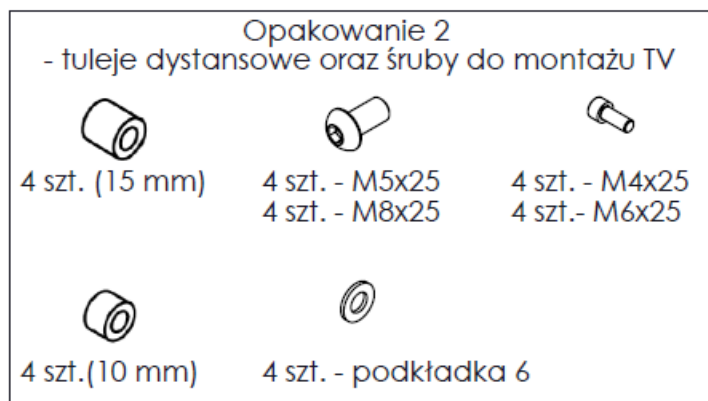 Opakowanie 2
- tuleje dystansowe oraz śruby do montażu TV
4 szt. (15 mm)
4 szt. - M5x25
4 szt. - M8x25
4 szt. - M4x25
4 szt.- M6x25
4 szt.(10 mm)
4 szt. - podkładka 6